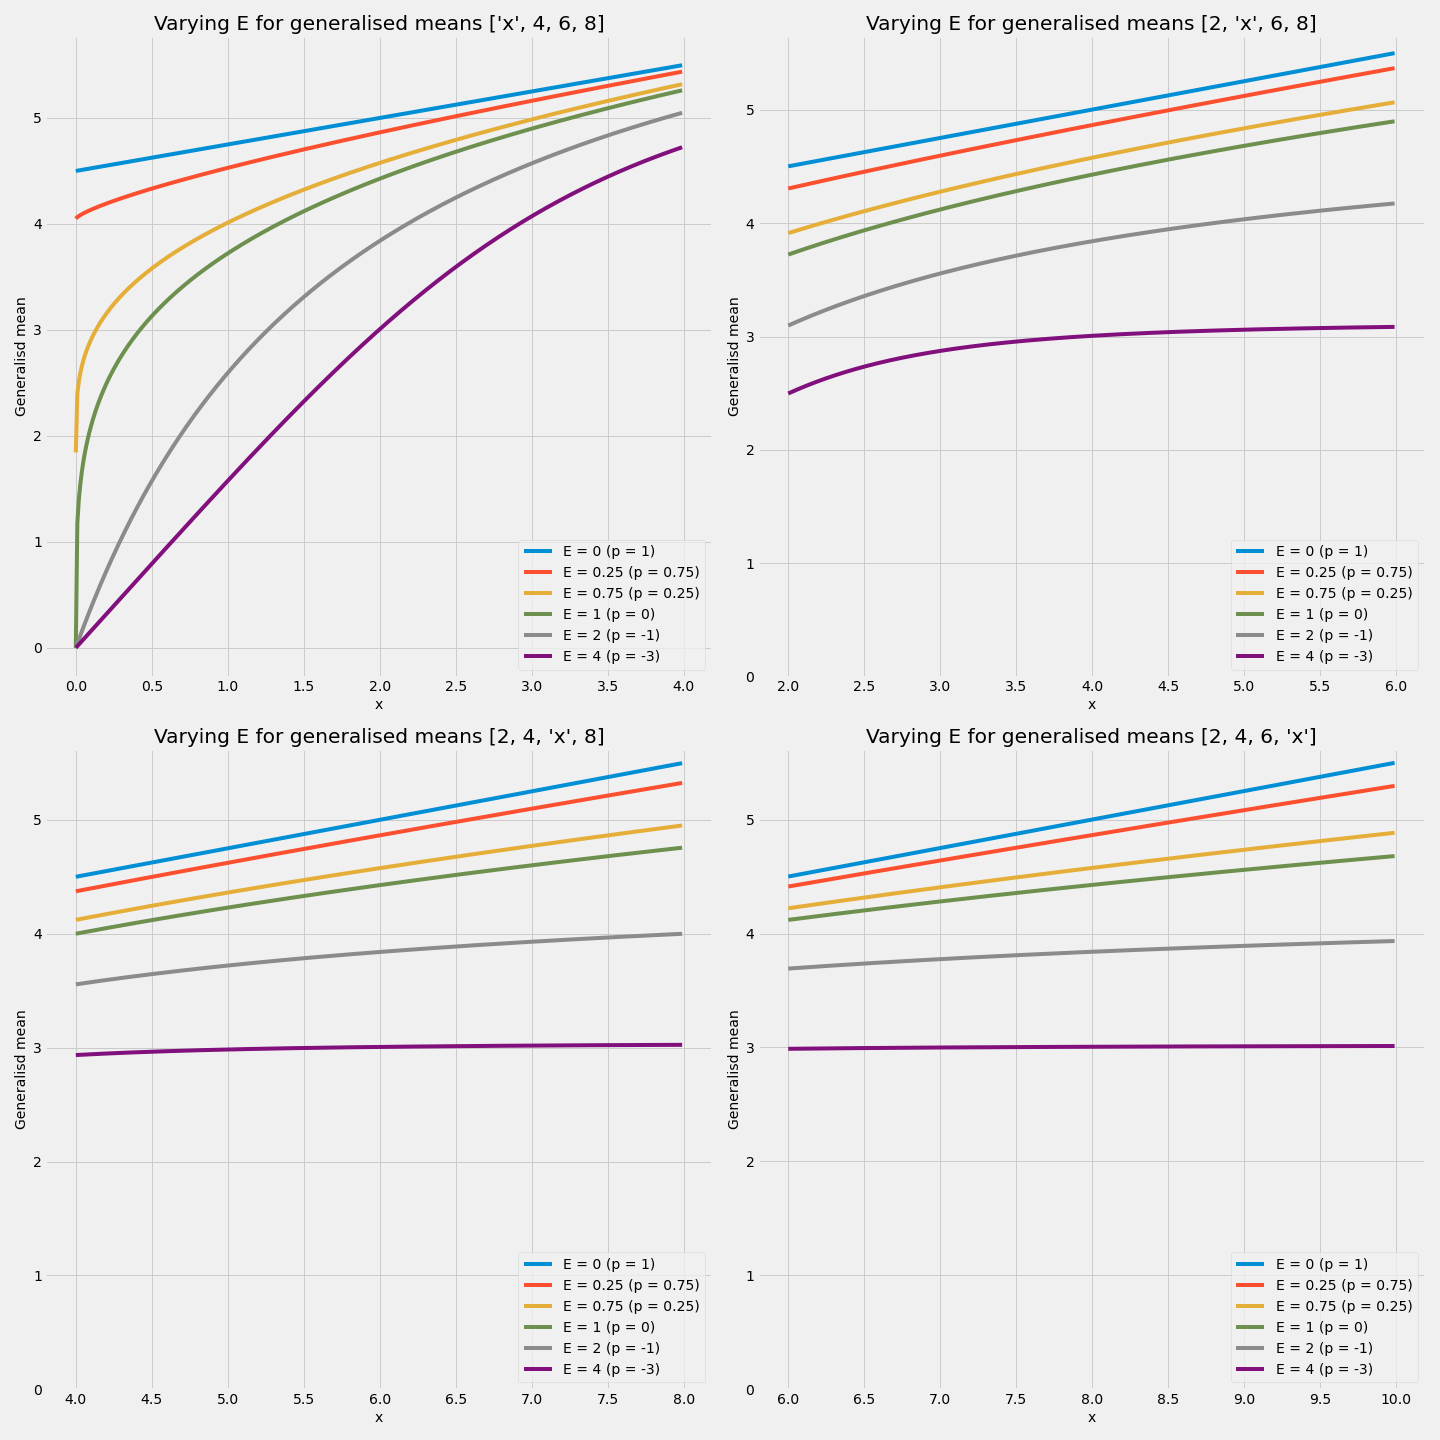 Varying E for generalised means ['x', 4, 6, 8]
Generalisd mean
5
4
3
2
1
0
E = 0 (p = 1)
E = 0.25 (p = 0.75)
E = 0.75 (p = 0.25)
E = 1 (p = 0)
E = 2 (p = -1)
E = 4 (p = -3)
0.0 0.5 1.0 1.5 2.0 2.5 3.0 3.5 4.0
x
Varying E for generalised means [2, 'x', 6, 8]
Generalisd mean
5
4
3
2
1
0
E = 0 (p = 1)
E = 0.25 (p = 0.75)
E = 0.75 (p = 0.25)
E = 1 (p = 0)
E = 2 (p = -1)
E = 4 (p = -3)
2.0 2.5 3.0 3.5 4.0 4.5 5.0 5.5 6.0
x
Varying E for generalised means [2, 4, 'x', 8]
Generalisd mean
5
4
3
2
1
0
E = 0 (p = 1)
E = 0.25 (p = 0.75)
E = 0.75 (p = 0.25)
E = 1 (p = 0)
E = 2 (p = -1)
E = 4 (p = -3)
4.0 4.5 5.0 5.5 6.0 6.5 7.0 7.5 8.0
x
Varying E for generalised means [2, 4, 6, 'x']
Generalisd mean
5
4
3
2
1
0
E = 0 (p = 1)
E = 0.25 (p = 0.75)
E = 0.75 (p = 0.25)
E = 1 (p = 0)
E = 2 (p = -1)
E = 4 (p = -3)
6.0 6.5 7.0 7.5 8.0 8.5 9.0 9.5 10.0
x